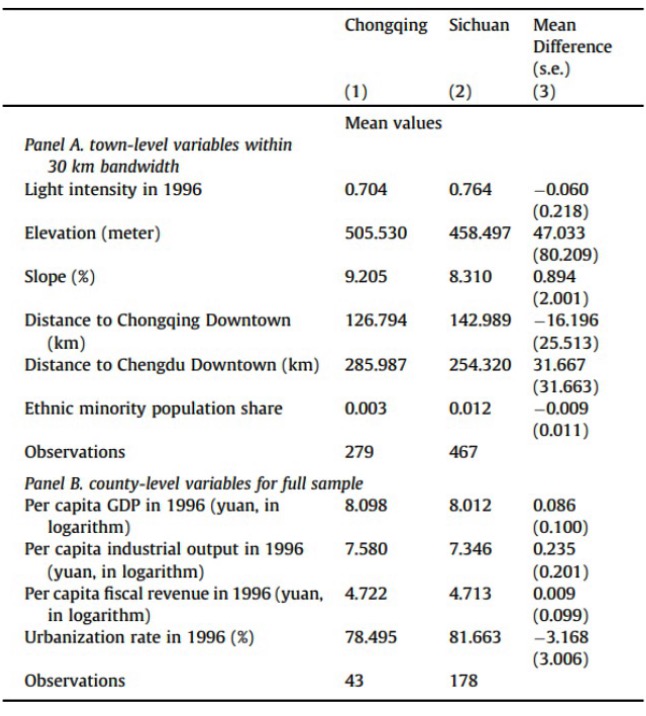 Chongqing Sichuan Mean
Difference
(s.e.)
(1) (2) (3)
Mean values
Panel A. town-level variables within
30 km bandwidth
Light intensity in 1996 0.704 0.764 −0.060
(0.218)
Elevation (meter) 505.530 458.497 47.033
(80.209)
Slope (%) 9.205 8.310 0.894
(2.001)
Distance to Chongqing Downtown 126.794 142.989 −16.196
(km) (25.513)
Distance to Chengdu Downtown (km) 285.987 254.320 31.667
(31.663)
Ethnic minority population share 0.003 0.012 −0.009
(0.011)
Observations 279 467
Panel B. county-level variables for full sample
Per capita GDP in 1996 (yuan, in 8.098 8.012 0.086
logarithm) (0.100)
Per capita industrial output in 1996 7.580 7.346 0.235
(yuan, in logarithm) (0.201)
Per capita fiscal revenue in 1996 (yuan, 4.722 4.713 0.009
in logarithm) (0.099)
Urbanization rate in 1996 (%) 78.495 81.663 −3.168
(3.006)
Observations 43 178